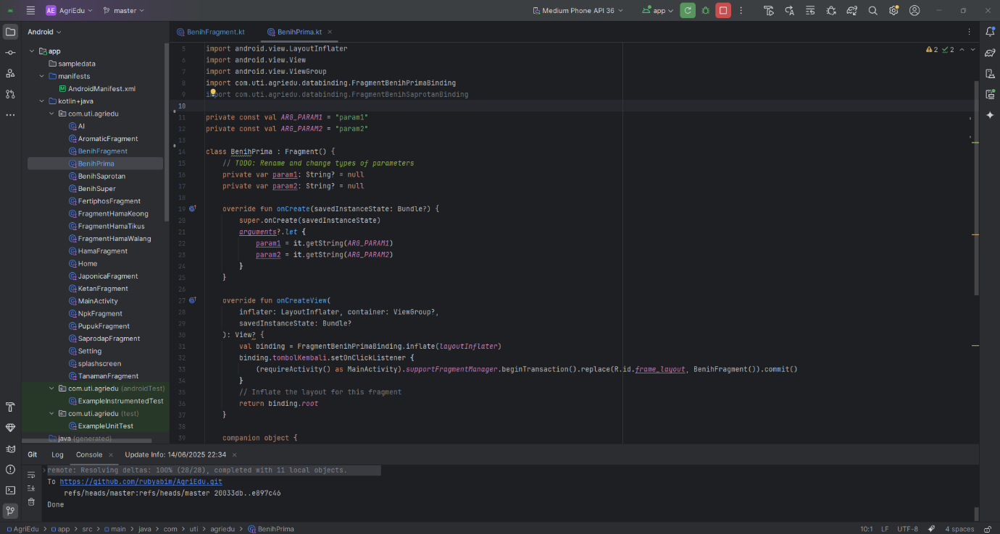 AE AgriEdu master Medium Phone API 36 app
Android
BenihFragment.kt BenihPrima.kt
app
sampledata
manifests
AndroidManifest.xml
kotlin+java
com.uti.agriedu
AI
AromaticFragment
BenihFragment
BenihPrima
BenihSaprotan
BenihSuper
FertiphosFragment
FragmentHamaKeong
FragmentHamaTikus
FragmentHamaWalang
HamaFragment
Home
JaponicaFragment
KetanFragment
MainActivity
NpkFragment
PupukFragment
SaprodapFragment
Setting
splashscreen
TanamanFragment
com.uti.agriedu (androidTest)
ExampleInstrumentedTest
com.uti.agriedu (test)
ExampleUnitTest
java (generated)
2 2
5 import android.view.LayoutInflater
6 import android.view.View
7 import android.view.ViewGroup
8 import com.uti.agriedu.databinding.FragmentBenihPrimaBinding
9 import com.uti.agriedu.databinding.FragmentBenihSaprotanBinding
10
11 private const val ARG_PARAM1 = "param1"
12 private const val ARG_PARAM2 = "param2"
13
14 class BenihPrima : Fragment() {
15 // TODO: Rename and change types of parameters
16 private var param1: String? = null
17 private var param2: String? = null
18
19 override fun onCreate(savedInstanceState: Bundle?) {
20 super.onCreate(savedInstanceState)
21 arguments?.let {
22 param1 = it.getString(ARG_PARAM1)
23 param2 = it.getString(ARG_PARAM2)
24 }
25 }
26
27 override fun onCreateView(
28 inflater: LayoutInflater, container: ViewGroup?,
29 savedInstanceState: Bundle?
30 ): View? {
31 val binding = FragmentBenihPrimaBinding.inflate(layoutInflater)
32 binding.tombolKembali.setOnClickListener {
33 (requireActivity() as MainActivity).supportFragmentManager.beginTransaction().replace(R.id.frame_layout, BenihFragment()).commit()
34 }
35 // Inflate the layout for this fragment
36 return binding.root
37 }
38
39 companion object {
Git Log Console Update Info: 14/06/2025 22:34
remote: Resolving deltas: 100% (28/28), completed with 11 local objects.
To https://github.com/rubyabim/AgriEdu.git
refs/heads/master:refs/heads/master 20033db..e897c46
Done
AgriEdu > app > src > main > java > com > uti > agriedu > BenihPrima 10:1 LF UTF-8 4 spaces